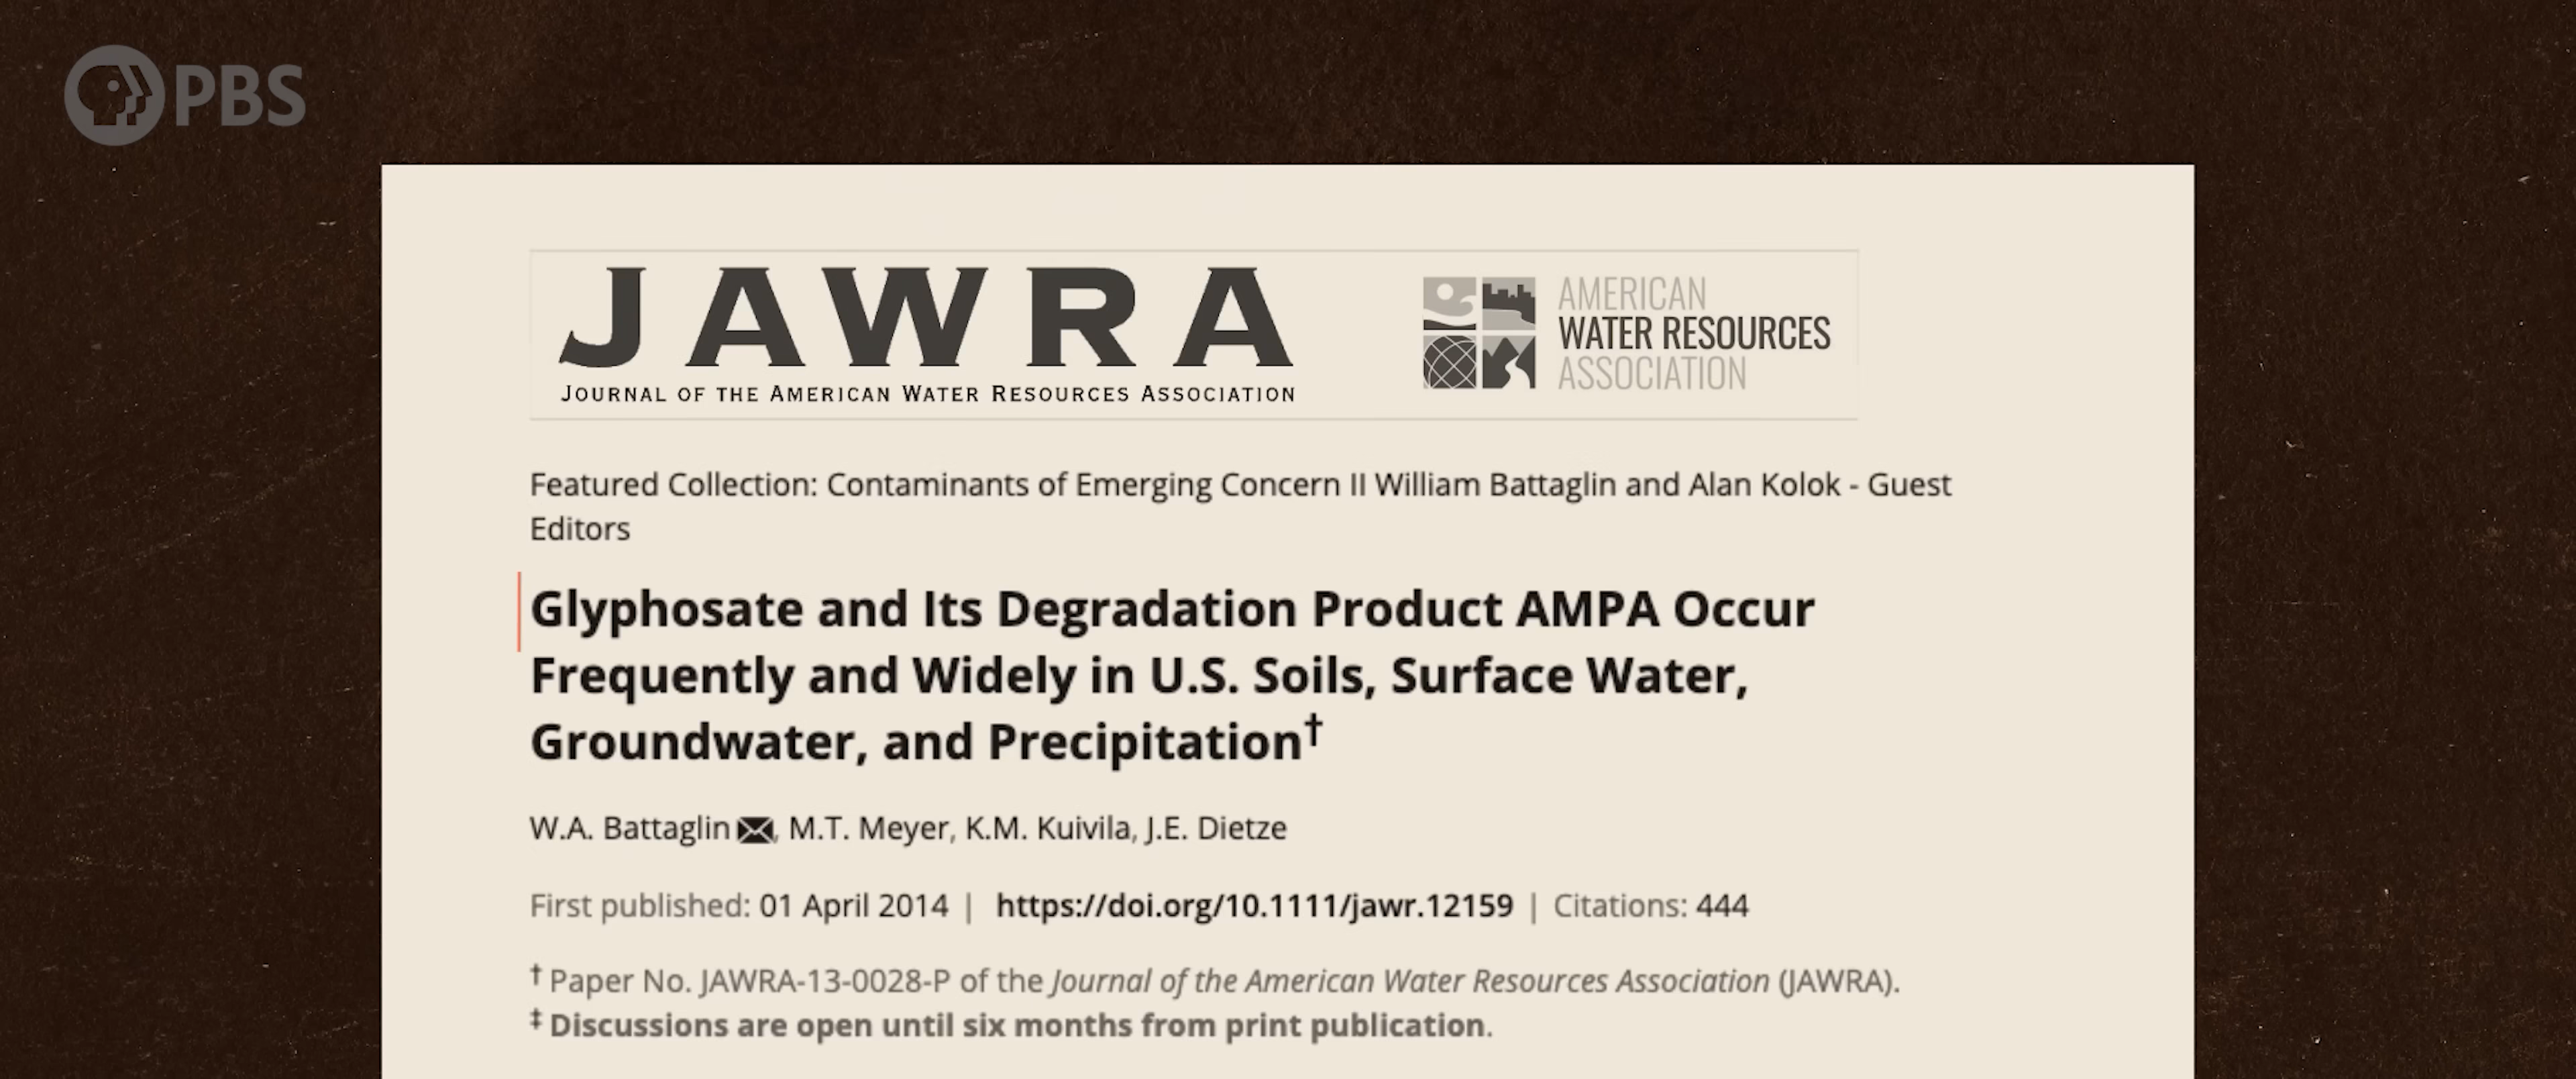 PBS
JAWRA
JOURNAL OF THE AMERICAN WATER RESOURCES ASSOCIATION
AMERICAN
WATER RESOURCES
ASSOCIATION
Featured Collection: Contaminants of Emerging Concern II William Battaglin and Alan Kolok - Guest
Editors
Glyphosate and Its Degradation Product AMPA Occur
Frequently and Widely in U.S. Soils, Surface Water,
Groundwater, and Precipitation†
W.A. Battaglin, M.T. Meyer, K.M. Kuivila, J.E. Dietze
First published: 01 April 2014 | https://doi.org/10.1111/jawr.12159 | Citations: 444
† Paper No. JAWRA-13-0028-P of the Journal of the American Water Resources Association (JAWRA).
‡ Discussions are open until six months from print publication.